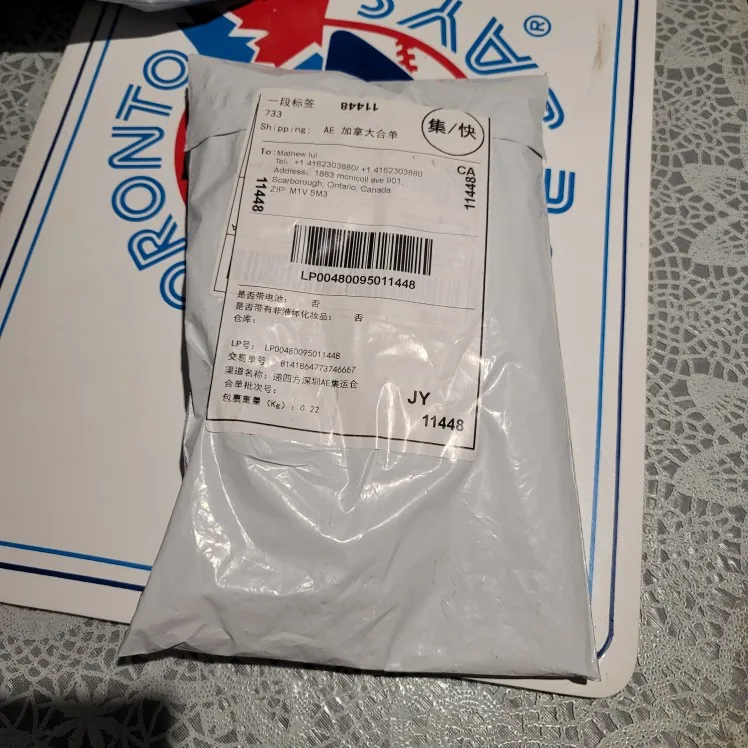 TORONTO
JAYS
®
一段标签
11448
733
Shipping: AE 加拿大合单
集/快
To: Mathew lui
Tel: +1 4162303880/ +1 4162303880
Address: 1883 mcnicoll ave 901,
Scarborough, Ontario, Canada
ZIP: M1V 5M3
CA
11448
11448
LP00480095011448
是否带电池: 否
是否带有非液体化妆品: 否
仓库:
LP号: LP00480095011448
交易单号: 8141864773746667
渠道名称: 递四方深圳AE集运仓
合单批次号:
包裹重量 (Kg): 0.22
JY
11448